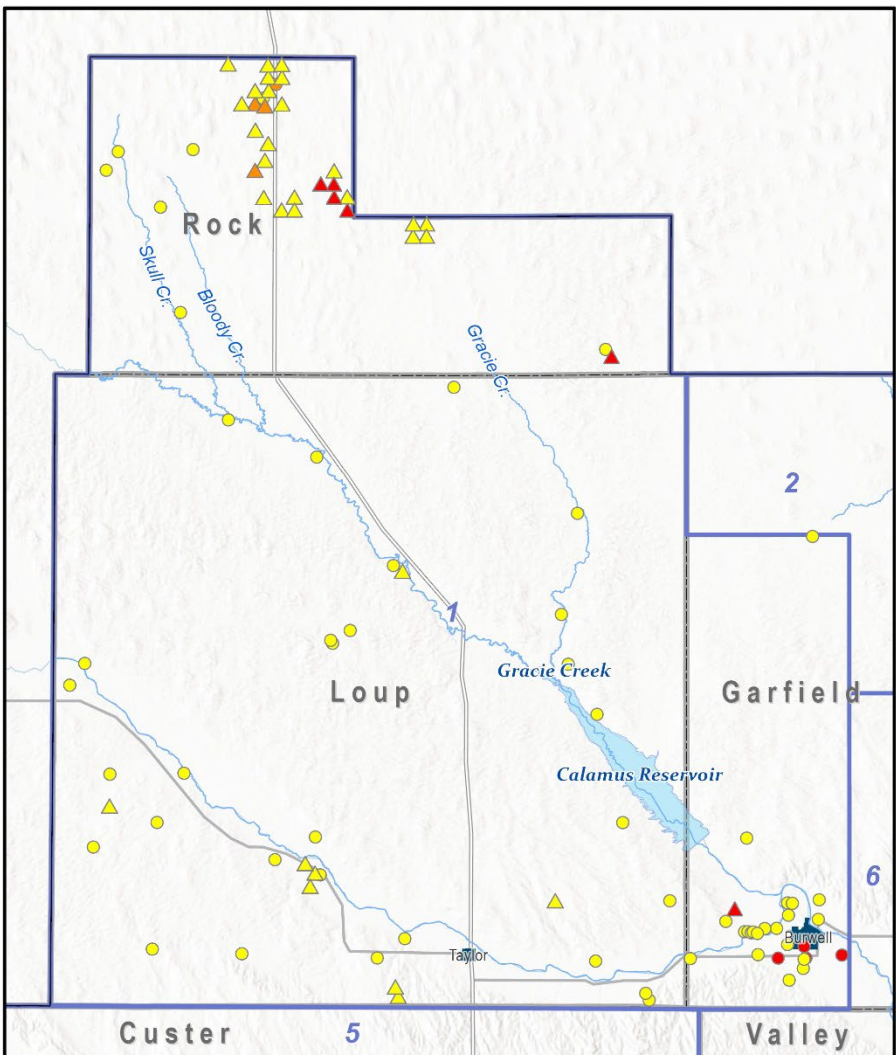 Rock
Skull Cr.
Bloody Cr.
Gracie Cr.
2
1
Gracie Creek
Loup
Garfield
Calamus Reservoir
6
Burwell
Taylor
Custer
5
Valley